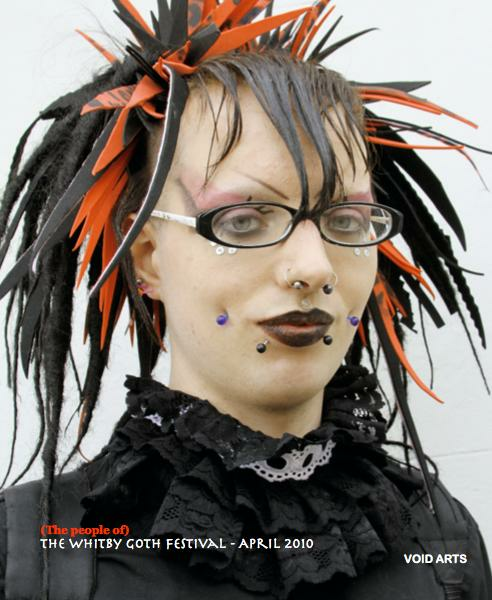 (The people of)
THE WHITBY GOTH FESTIVAL - APRIL 2010
VOID ARTS